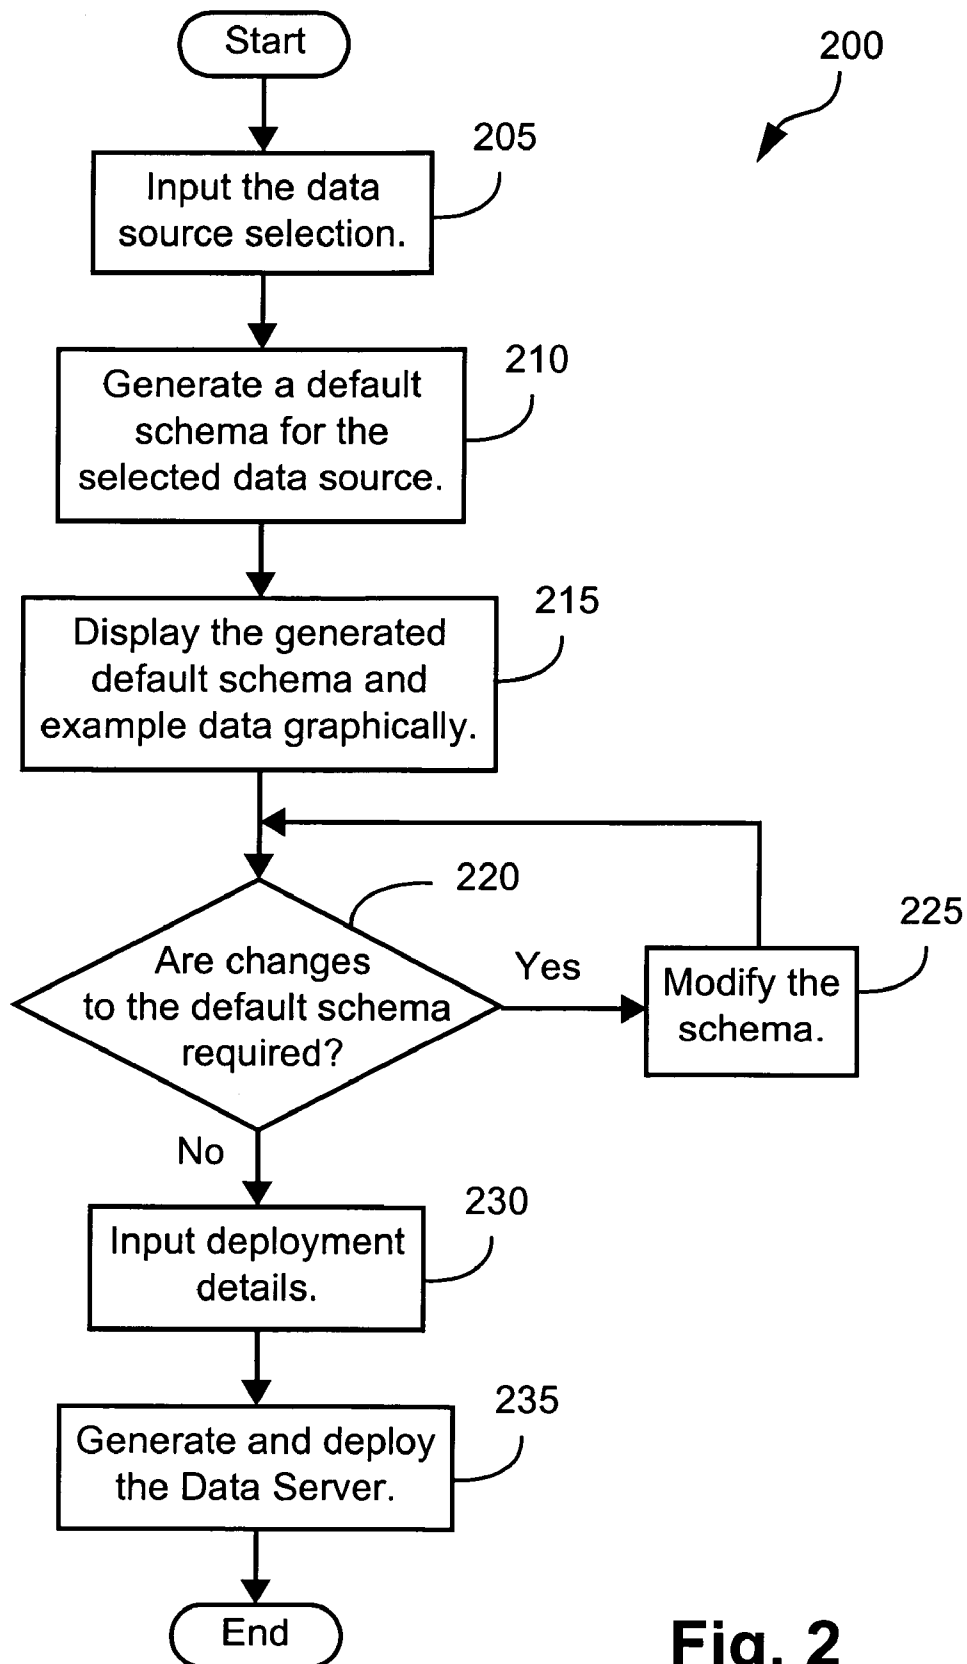 Start
200
205
Input the data
source selection.
210
Generate a default
schema for the
selected data source.
215
Display the generated
default schema and
example data graphically.
220
Are changes
to the default schema
required?
Yes
225
Modify the
schema.
No
230
Input deployment
details.
235
Generate and deploy
the Data Server.
End
Fig. 2